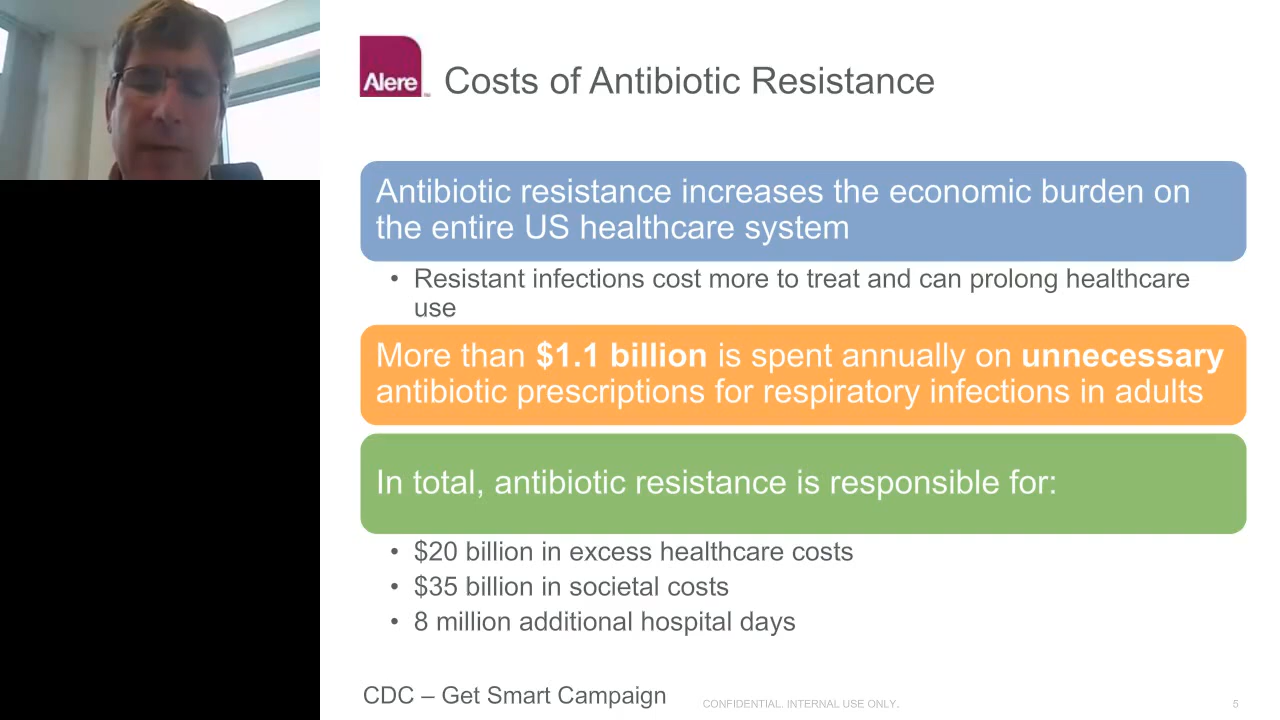 Alere
Costs of Antibiotic Resistance
Antibiotic resistance increases the economic burden on
the entire US healthcare system
• Resistant infections cost more to treat and can prolong healthcare
use
More than $1.1 billion is spent annually on unnecessary
antibiotic prescriptions for respiratory infections in adults
In total, antibiotic resistance is responsible for:
• $20 billion in excess healthcare costs
• $35 billion in societal costs
• 8 million additional hospital days
CDC – Get Smart Campaign
CONFIDENTIAL. INTERNAL USE ONLY.
5